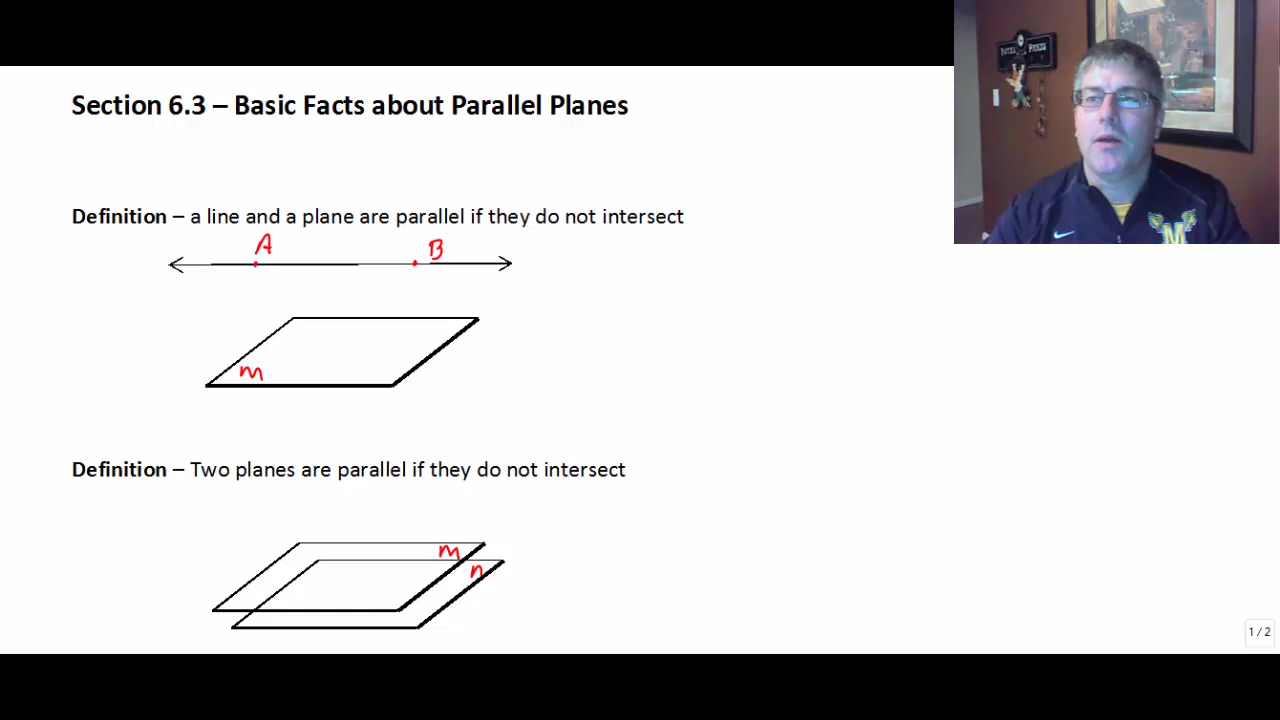 Section 6.3 – Basic Facts about Parallel Planes
Definition – a line and a plane are parallel if they do not intersect
A B
m
Definition – Two planes are parallel if they do not intersect
m
n
1 / 2
M